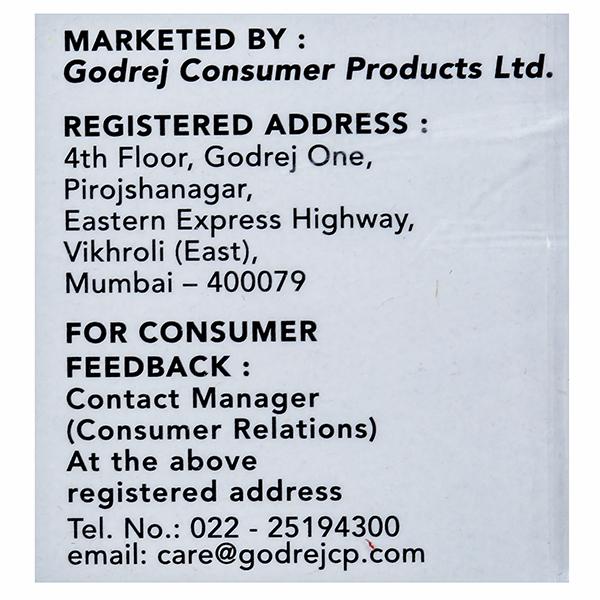 MARKETED BY :
Godrej Consumer Products Ltd.
REGISTERED ADDRESS :
4th Floor, Godrej One,
Pirojshanagar,
Eastern Express Highway,
Vikhroli (East),
Mumbai – 400079
FOR CONSUMER
FEEDBACK :
Contact Manager
(Consumer Relations)
At the above
registered address
Tel. No.: 022 - 25194300
email: care@godrejcp.com